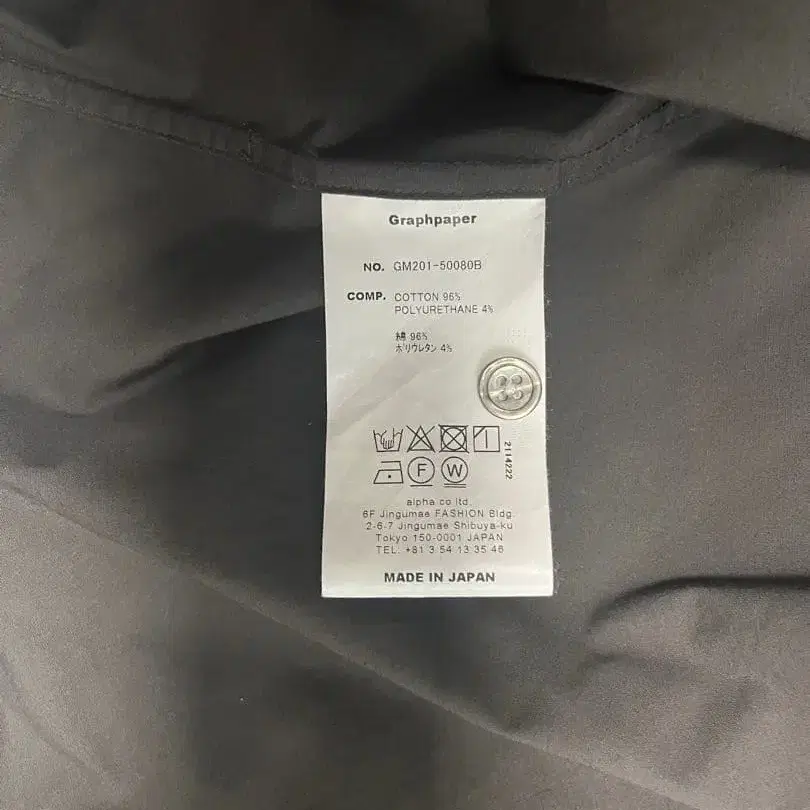 Graphpaper
NO. GM201-50080B
COMP. COTTON 96%
POLYURETHANE 4%
綿 96%
ポリウレタン 4%
2114222
F W
alpha co ltd.
6F Jingumae FASHION Bldg.
2-6-7 Jingumae Shibuya-ku
Tokyo 150-0001 JAPAN
TEL: +81 3 54 13 35 46
MADE IN JAPAN